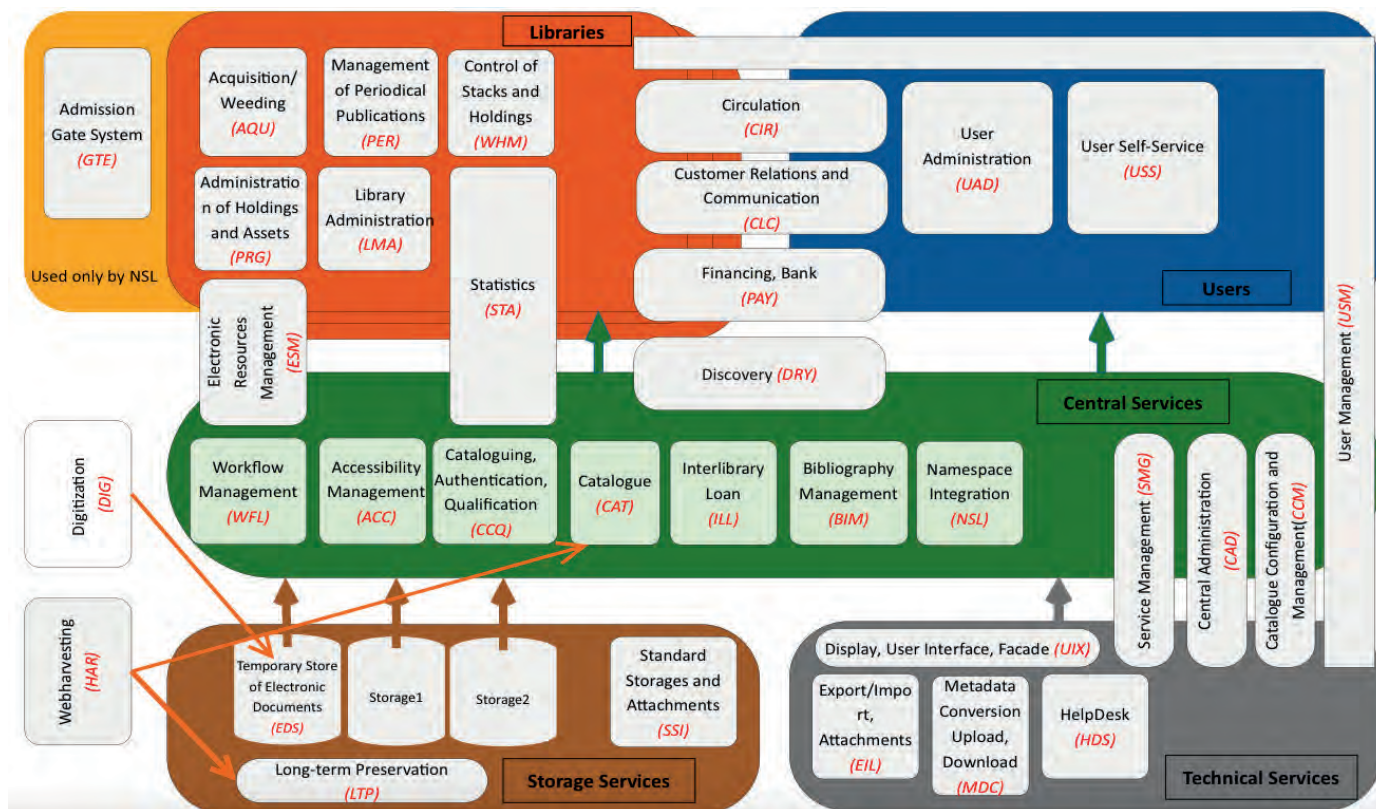 Libraries
Admission
Gate System
(GTE)
Used only by NSL
Acquisition/
Weeding
(AQU)
Management
of Periodical
Publications
(PER)
Control of
Stacks and
Holdings
(WHM)
Administratio
n of Holdings
and Assets
(PRG)
Library
Administration
(LMA)
Statistics
(STA)
Electronic
Resources
Management
(ESM)
Circulation
(CIR)
Customer Relations and
Communication
(CLC)
Financing, Bank
(PAY)
Discovery (DRY)
User
Administration
(UAD)
User Self-Service
(USS)
Users
User Management (USM)
Central Services
Workflow
Management
(WFL)
Accessibility
Management
(ACC)
Cataloguing,
Authentication,
Qualification
(CCQ)
Catalogue
(CAT)
Interlibrary
Loan
(ILL)
Bibliography
Management
(BIM)
Namespace
Integration
(NSL)
Service Management (SMG)
Central Administration
(CAD)
Catalogue Configuration and
Management(CCM)
Digitization
(DIG)
Webharvesting
(HAR)
Temporary Store
of Electronic
Documents
(EDS)
Storage1
Storage2
Standard
Storages and
Attachments
(SSI)
Long-term Preservation
(LTP)
Storage Services
Display, User Interface, Facade (UIX)
Export/Impo
rt,
Attachments
(EIL)
Metadata
Conversion
Upload,
Download
(MDC)
HelpDesk
(HDS)
Technical Services